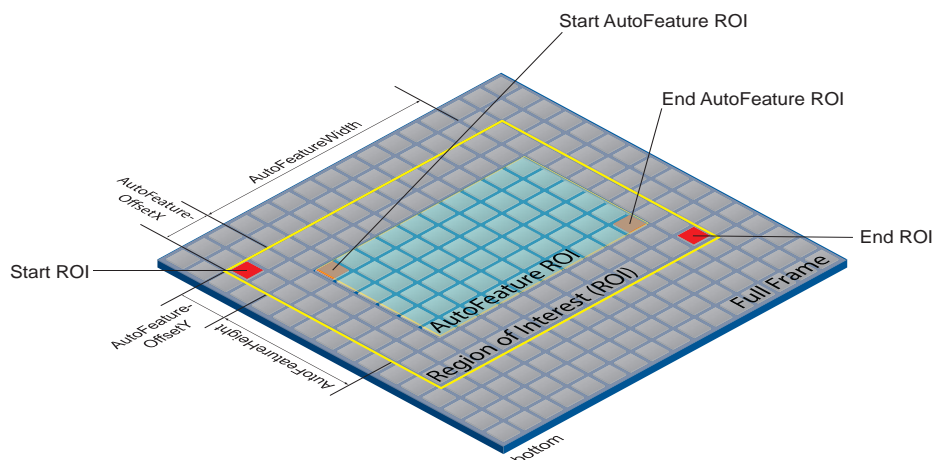 Start AutoFeature ROI
End AutoFeature ROI
AutoFeatureWidth
AutoFeature-
OffsetX
Start ROI
End ROI
AutoFeature-
OffsetY
AutoFeatureHeight
AutoFeature ROI
Region of Interest (ROI)
Full Frame
bottom